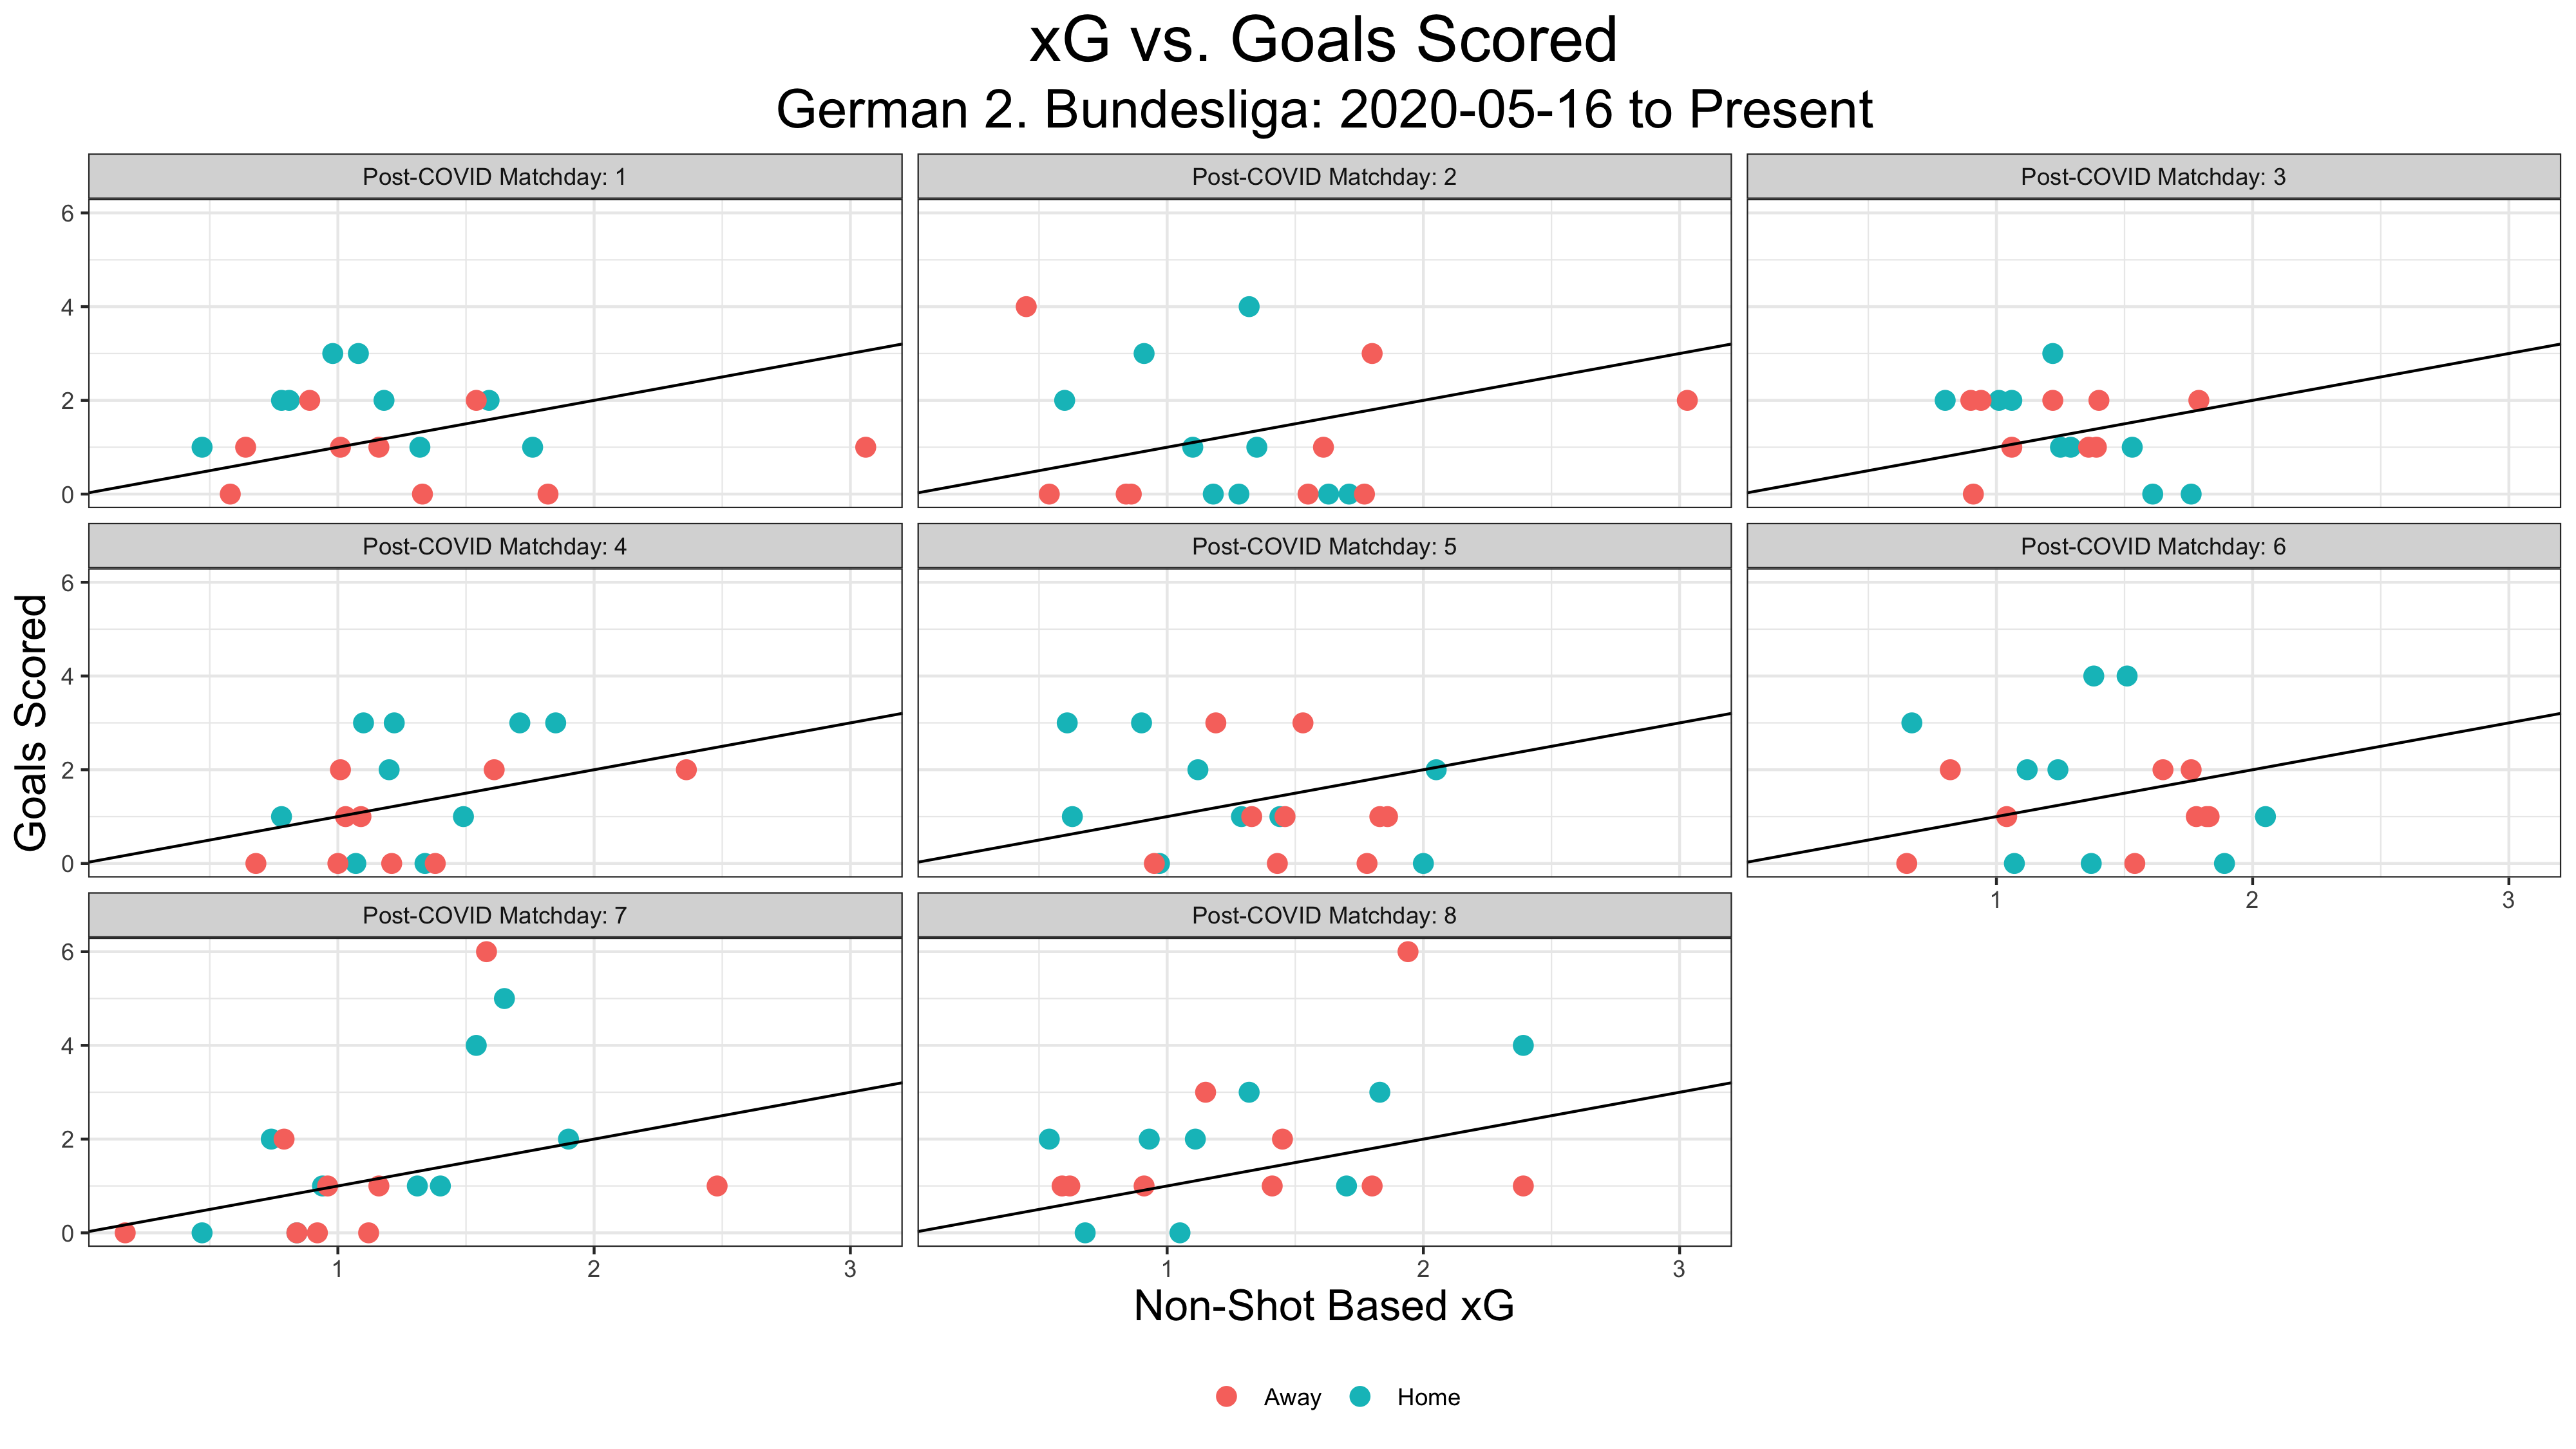 xG vs. Goals Scored
German 2. Bundesliga: 2020-05-16 to Present
Post-COVID Matchday: 1
Post-COVID Matchday: 2
Post-COVID Matchday: 3
6
4
2
0
Post-COVID Matchday: 4
Post-COVID Matchday: 5
Post-COVID Matchday: 6
6
4
2
0
1
2
3
Post-COVID Matchday: 7
Post-COVID Matchday: 8
6
4
2
0
1
2
3
1
2
3
Goals Scored
Non-Shot Based xG
Away
Home